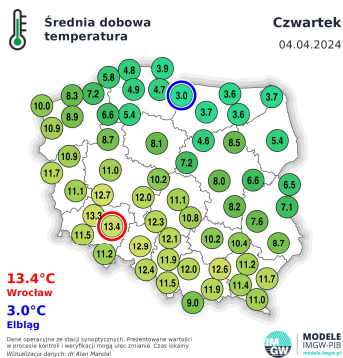 Średnia dobowa
temperatura
Czwartek
04.04.2024
4.8 3.9
5.8
4.9 4.7
8.3 7.2 3.0 3.6 3.7
10.0
8.9 6.6 5.4 3.7 3.6
10.9
8.7 8.1 4.6 8.5 5.4
10.9
7.2
11.7 11.0
10.2 8.0 6.6 6.5
11.1 12.7 12.0 11.1
8.2 7.1
13.3 12.3 10.8 7.6
13.4
11.5 12.1 10.2 10.4 8.7
12.9
11.2 11.9
12.4 12.0 12.6 11.2
11.7
11.5 11.9 11.4
9.0 11.0
13.4°C
Wrocław
3.0°C
Elbląg
Dane operacyjne ze stacji synoptycznych. Prezentowane wartości
w procesie kontroli i weryfikacji mogą ulec zmianie. Czas lokalny.
Wizualizacja danych: dr Alan Mandal
IM
GW
MODELE
IMGW-PIB
modele.imgw.pl